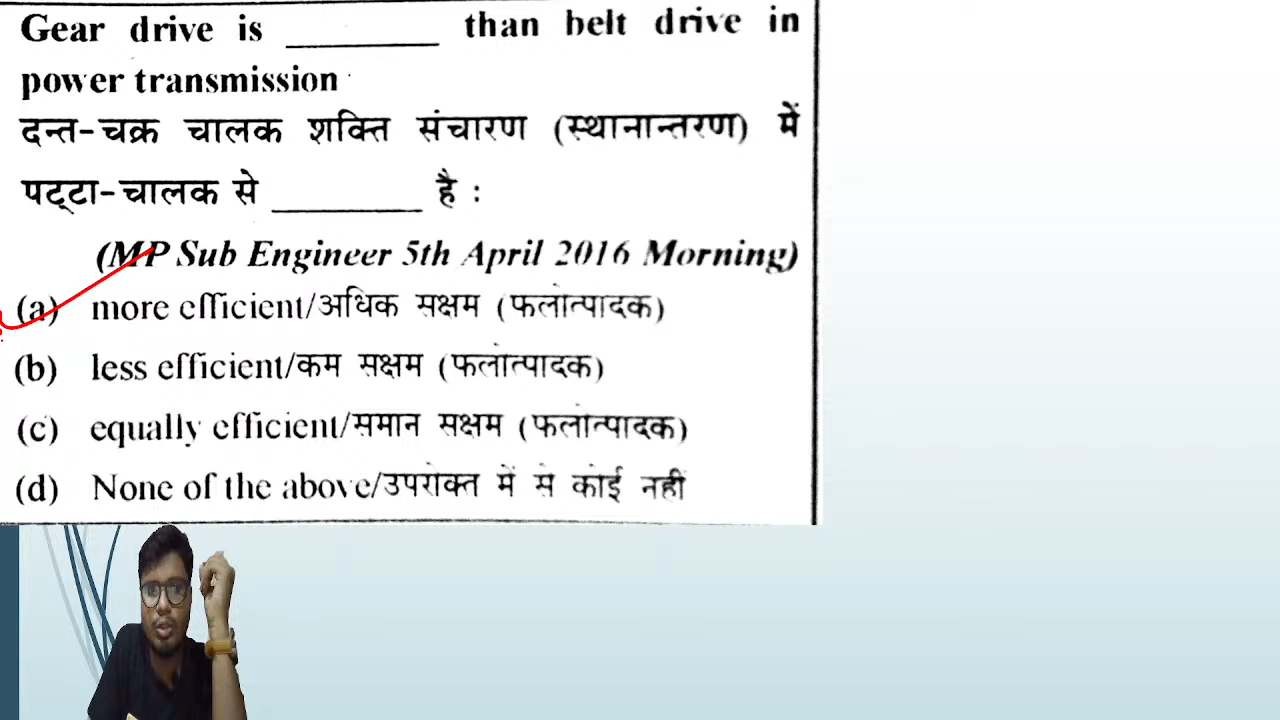 Gear drive is ________ than belt drive in
power transmission
दन्त-चक्र चालक शक्ति संचारण (स्थानान्तरण) में
पट्टा-चालक से ________ है :
(MP Sub Engineer 5th April 2016 Morning)
(a) more efficient/अधिक सक्षम (फलोत्पादक)
(b) less efficient/कम सक्षम (फलोत्पादक)
(c) equally efficient/समान सक्षम (फलोत्पादक)
(d) None of the above/उपरोक्त में से कोई नहीं